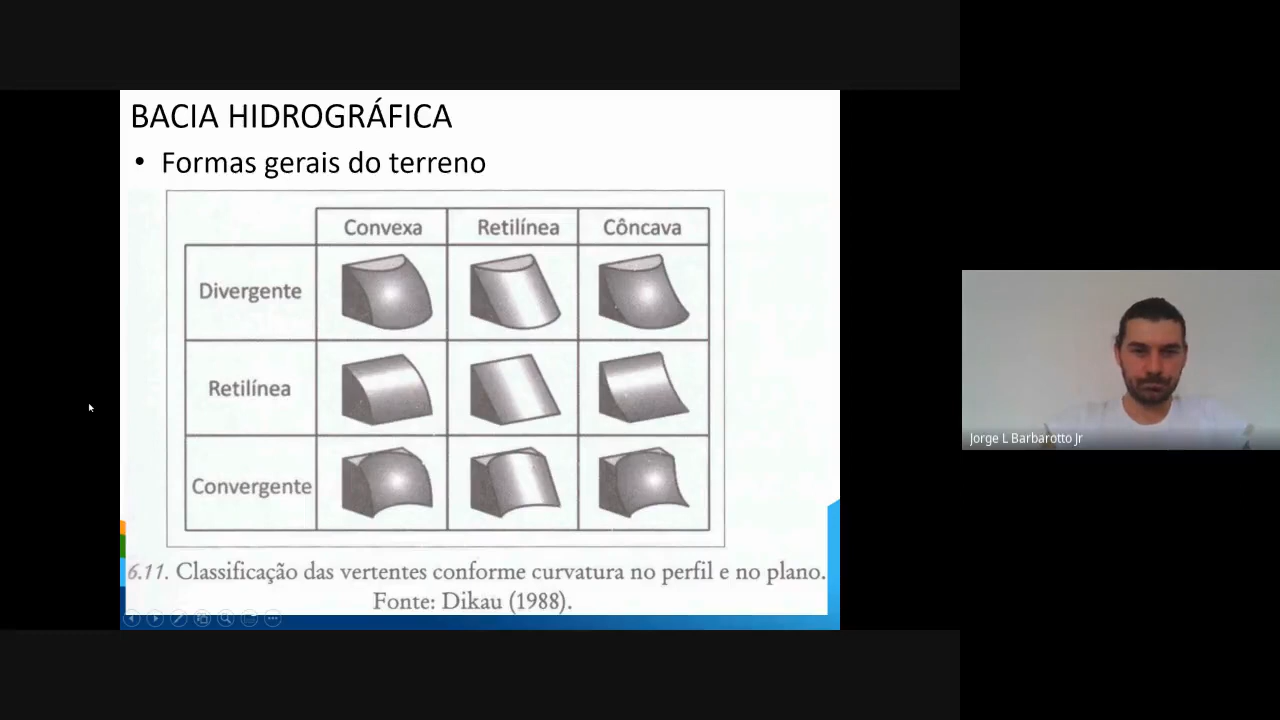 BACIA HIDROGRÁFICA
• Formas gerais do terreno
Convexa Retilínea Côncava
Divergente
Retilínea
Convergente
6.11. Classificação das vertentes conforme curvatura no perfil e no plano.
Fonte: Dikau (1988).
Jorge L Barbarotto Jr